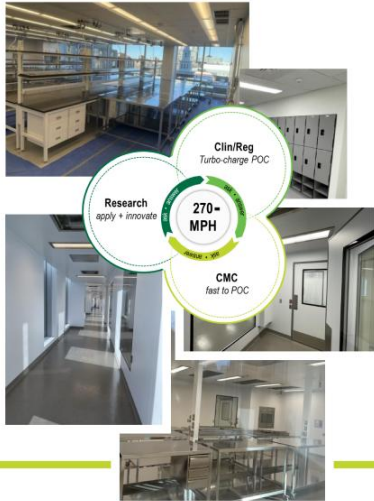 Clin/Reg
Turbo-charge POC
Research
apply + innovate
270-
MPH
CMC
fast to POC